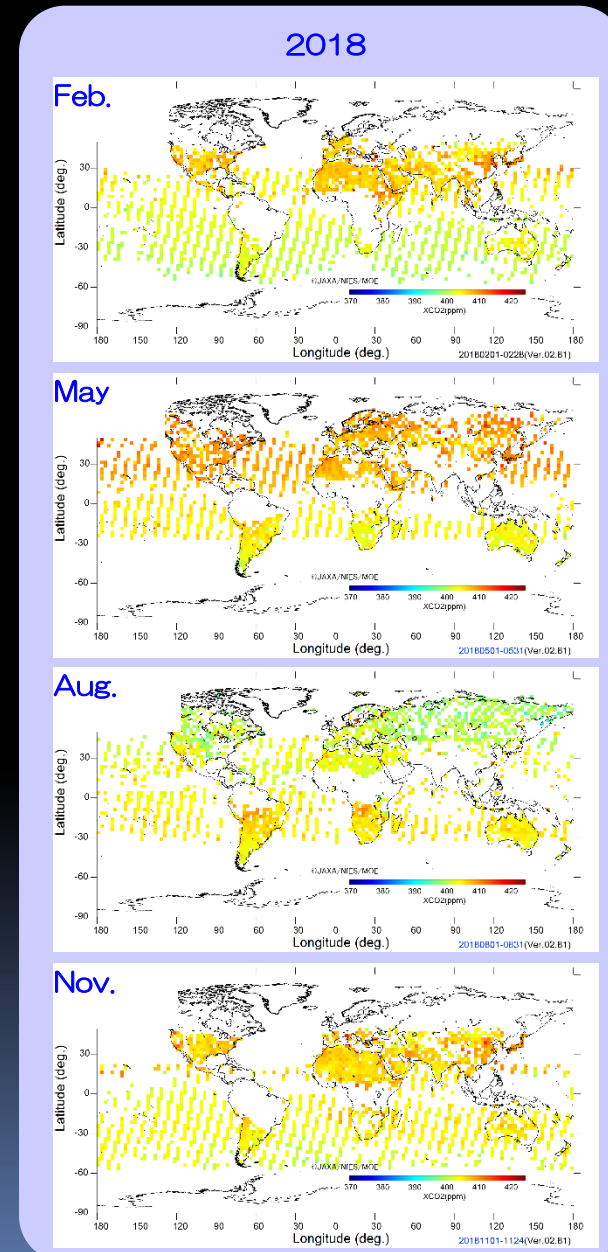 2018
Feb.
Latitude (deg.)
30
0
-30
-60
-90
©JAXA/NIES/MOE
370 380 390 400 410 420
XCO2(ppm)
180 150 120 90 60 30 0 30 60 90 120 150 180
Longitude (deg.)
20180201-0228(Ver.02.81)
May
Latitude (deg.)
30
0
-30
-60
-90
©JAXA/NIES/MOE
370 380 390 400 410 420
XCO2(ppm)
180 150 120 90 60 30 0 30 60 90 120 150 180
Longitude (deg.)
20180501-0531(Ver.02.81)
Aug.
Latitude (deg.)
30
0
-30
-60
-90
©JAXA/NIES/MOE
370 380 390 400 410 420
XCO2(ppm)
180 150 120 90 60 30 0 30 60 90 120 150 180
Longitude (deg.)
20180801-0831(Ver.02.81)
Nov.
Latitude (deg.)
30
0
-30
-60
-90
©JAXA/NIES/MOE
370 380 390 400 410 420
XCO2(ppm)
180 150 120 90 60 30 0 30 60 90 120 150 180
Longitude (deg.)
20181101-1124(Ver.02.81)